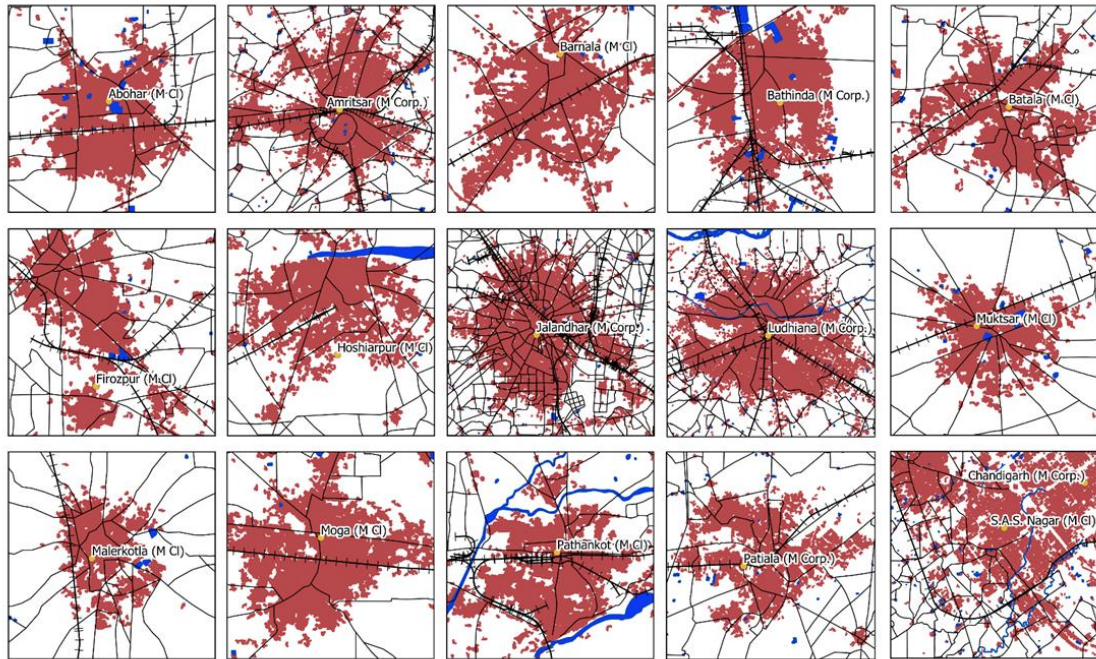 Abohar (M Cl)
Amritsar (M Corp.)
Barnala (M Cl)
Bathinda (M Corp.)
Batala (M Cl)
Firozpur (M Cl)
Hoshiarpur (M Cl)
Jalandhar (M Corp.)
Ludhiana (M Corp.)
Muktsar (M Cl)
Malerkotla (M Cl)
Moga (M Cl)
Pathankot (M Cl)
Patiala (M Corp.)
Chandigarh (M Corp.)
S.A.S. Nagar (M Cl)